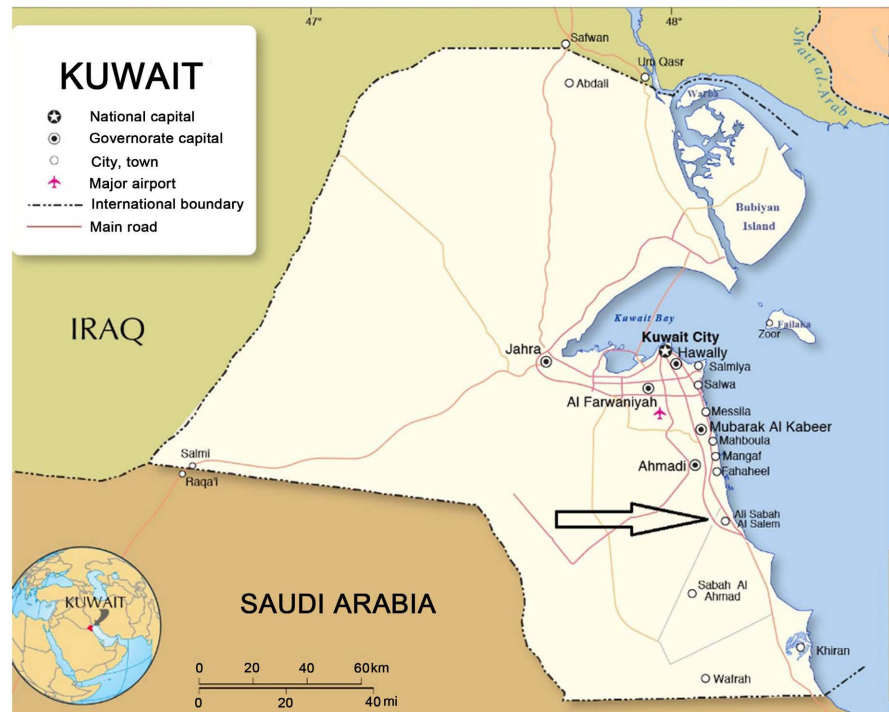 47°
48°
KUWAIT
National capital
Governorate capital
City, town
Major airport
International boundary
Main road
Safwan
Um Qasr
Abdali
Warba
Shatt al-Arab
Bubiyan
Island
IRAQ
Kuwait Bay
Failaka
Zoor
Kuwait City
Jahra
Hawally
Salmiya
Al Farwaniyah
Salwa
Messila
Mubarak Al Kabeer
Mahboula
Mangaf
Ahmadi
Fahaheel
Salmi
Raqa'i
Ali Sabah
Al Salem
KUWAIT
SAUDI ARABIA
Sabah Al
Ahmad
Khiran
Wafrah
0 20 40 60km
0 20 40 mi